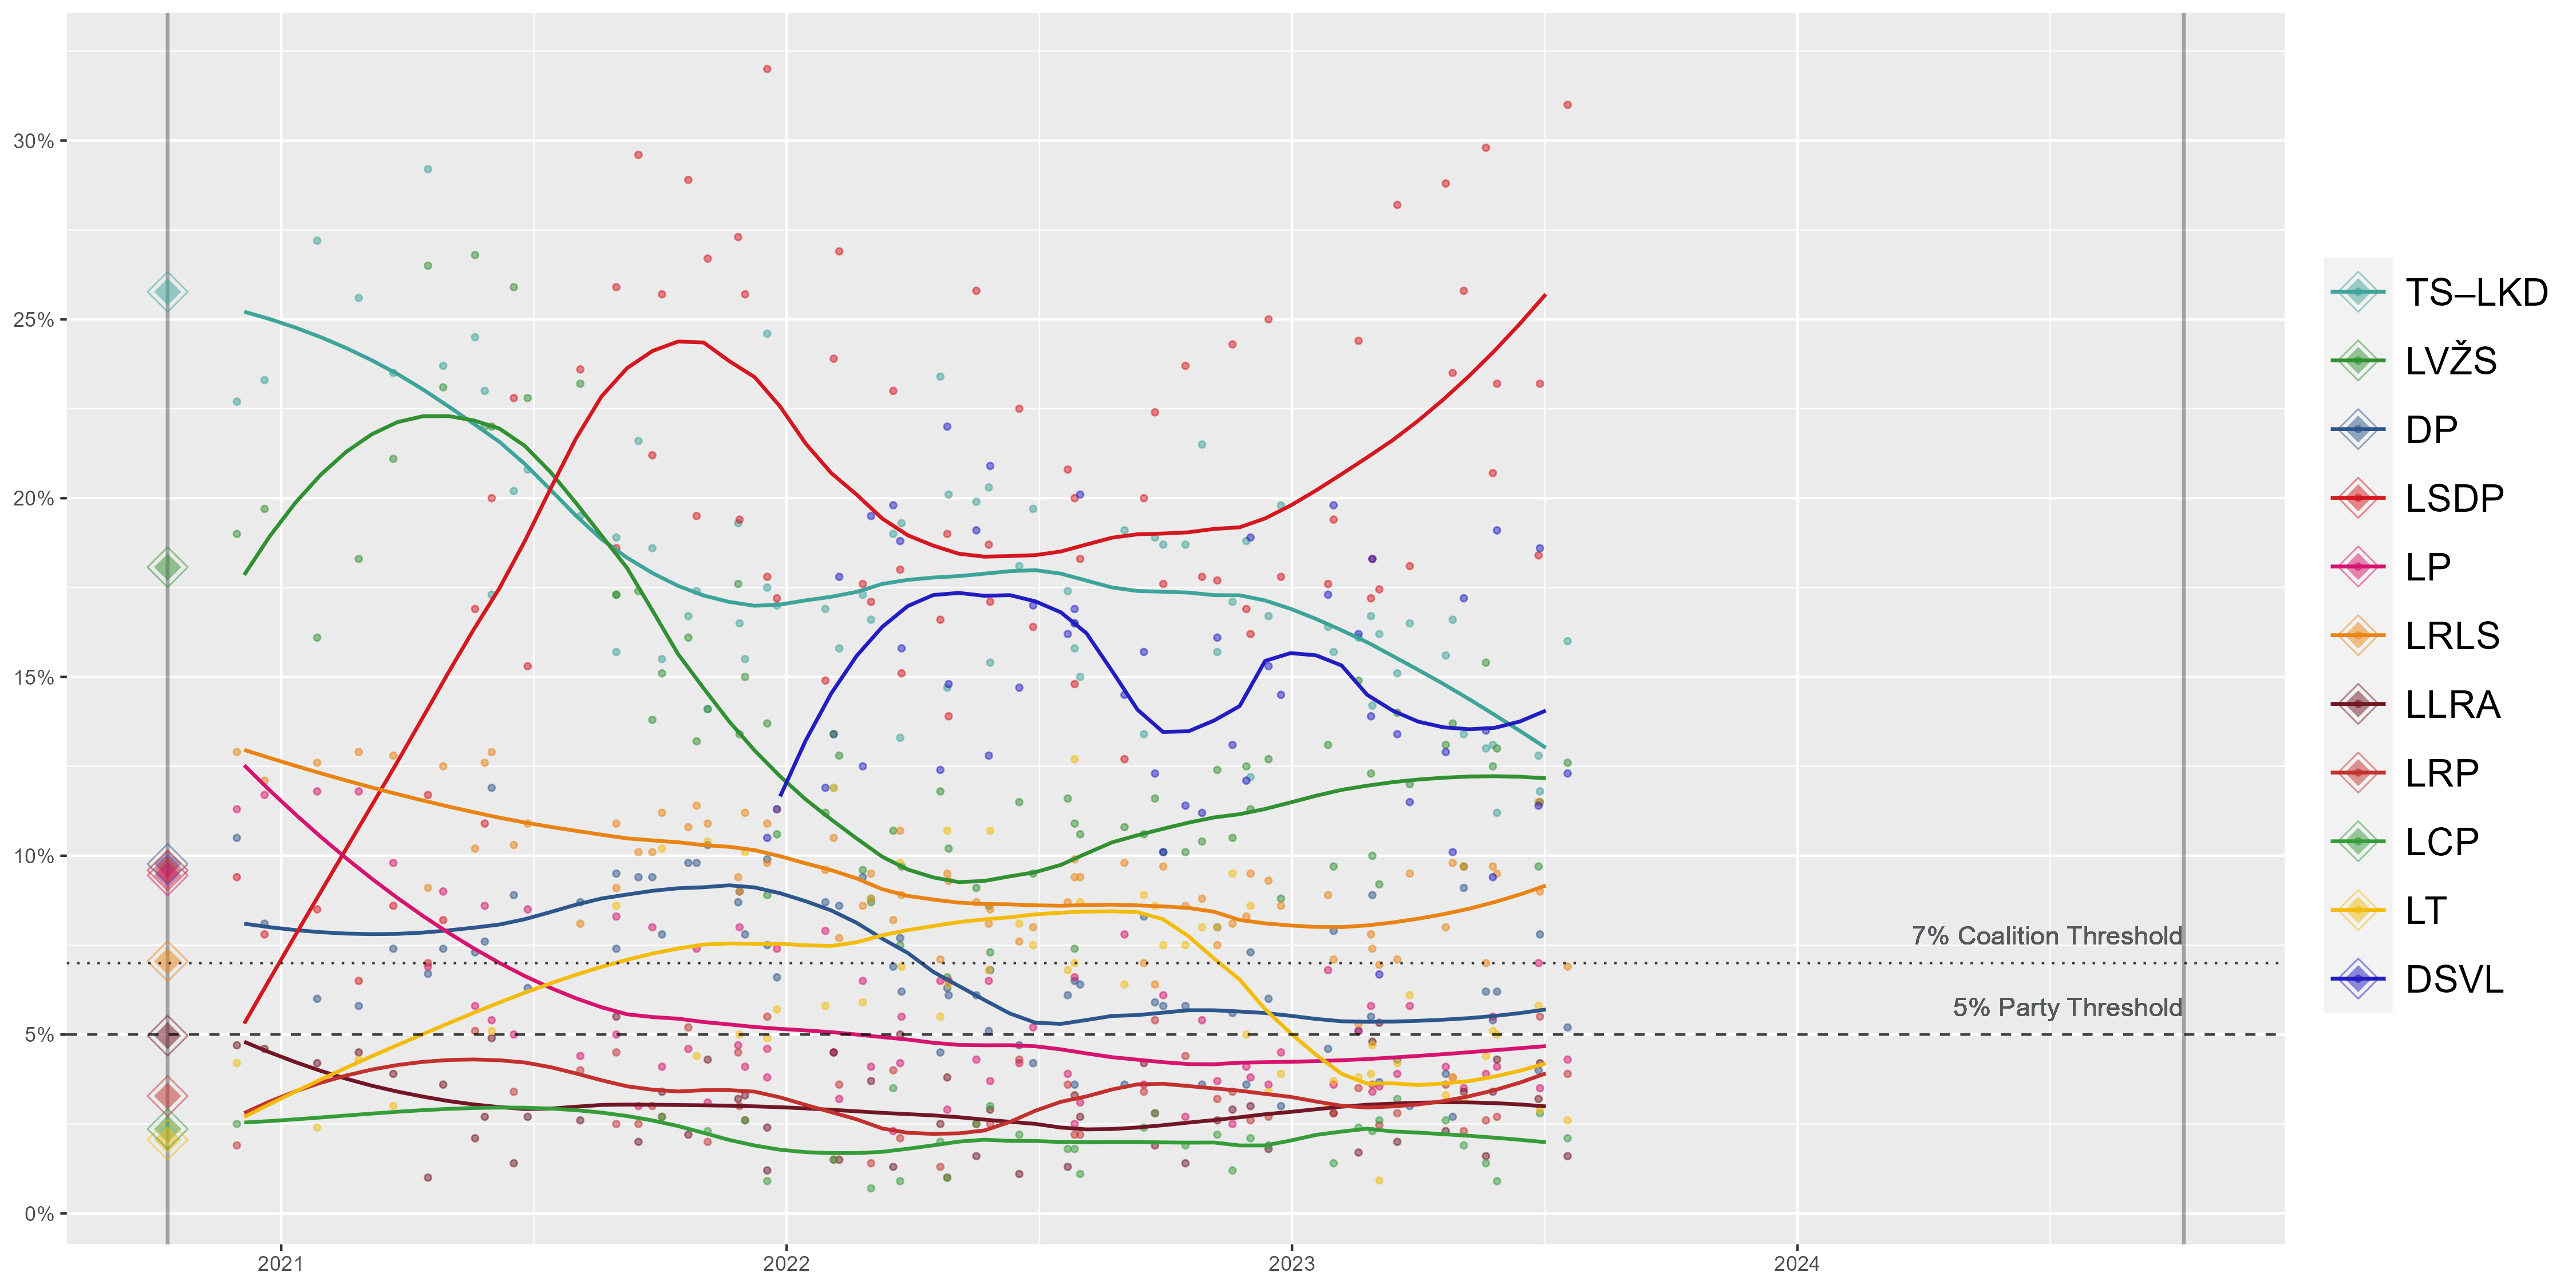 30%
25%
20%
15%
10%
5%
0%
2021
2022
2023
2024
7% Coalition Threshold
5% Party Threshold
TS–LKD
LVŽS
DP
LSDP
LP
LRLS
LLRA
LRP
LCP
LT
DSVL